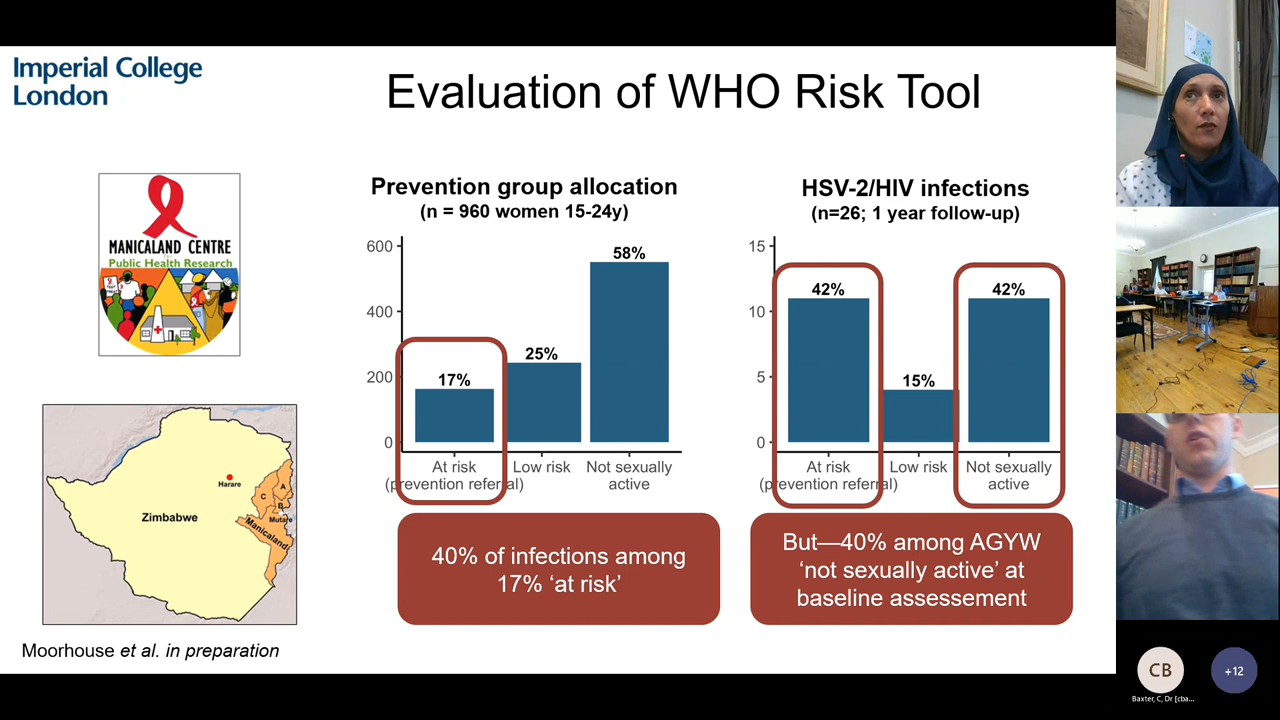 Imperial College
London
Evaluation of WHO Risk Tool
MANICALAND CENTRE
Public Health Research
Harare
Zimbabwe
A
C
B
Mutare
Manicaland
Moorhouse et al. in preparation
Prevention group allocation
(n = 960 women 15-24y)
600
400
200
0
17%
25%
58%
At risk
(prevention referral)
Low risk
Not sexually
active
40% of infections among
17% ‘at risk’
HSV-2/HIV infections
(n=26; 1 year follow-up)
15
10
5
0
42%
15%
42%
At risk
(prevention referral)
Low risk
Not sexually
active
But—40% among AGYW
‘not sexually active’ at
baseline assessement
CB
Baxter, C, Dr [cba...
+12